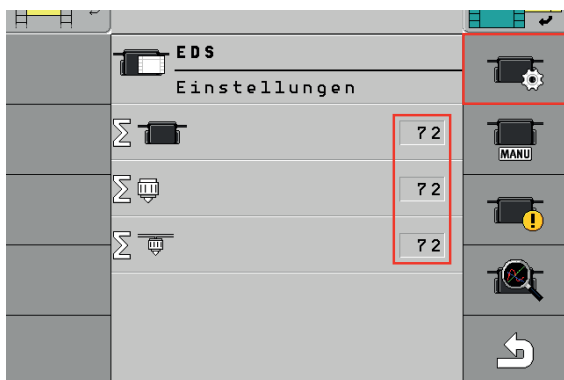 EDS
Einstellungen
Σ 72
MANU
Σ 72
Σ 72